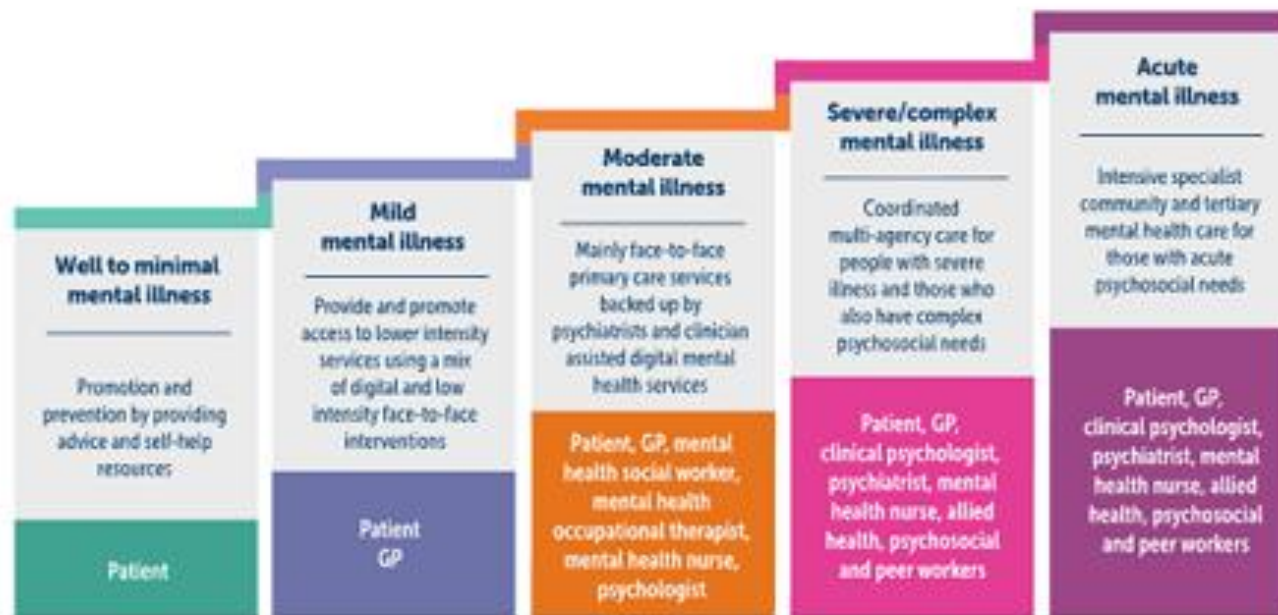 Well to minimal
mental illness
Promotion and
prevention by providing
advice and self-help
resources
Patient
Mild
mental illness
Provide and promote
access to lower intensity
services using a mix
of digital and low
intensity face-to-face
interventions
Patient
GP
Moderate
mental illness
Mainly face-to-face
primary care services
backed up by
psychiatrists and clinician
assisted digital mental
health services
Patient, GP, mental
health social worker,
mental health
occupational therapist,
mental health nurse,
psychologist
Severe/complex
mental illness
Coordinated
multi-agency care for
people with severe
illness and those who
also have complex
psychosocial needs
Patient, GP,
clinical psychologist,
psychiatrist, mental
health nurse, allied
health, psychosocial
and peer workers
Acute
mental illness
Intensive specialist
community and tertiary
mental health care for
those with acute
psychosocial needs
Patient, GP,
clinical psychologist,
psychiatrist, mental
health nurse, allied
health, psychosocial
and peer workers